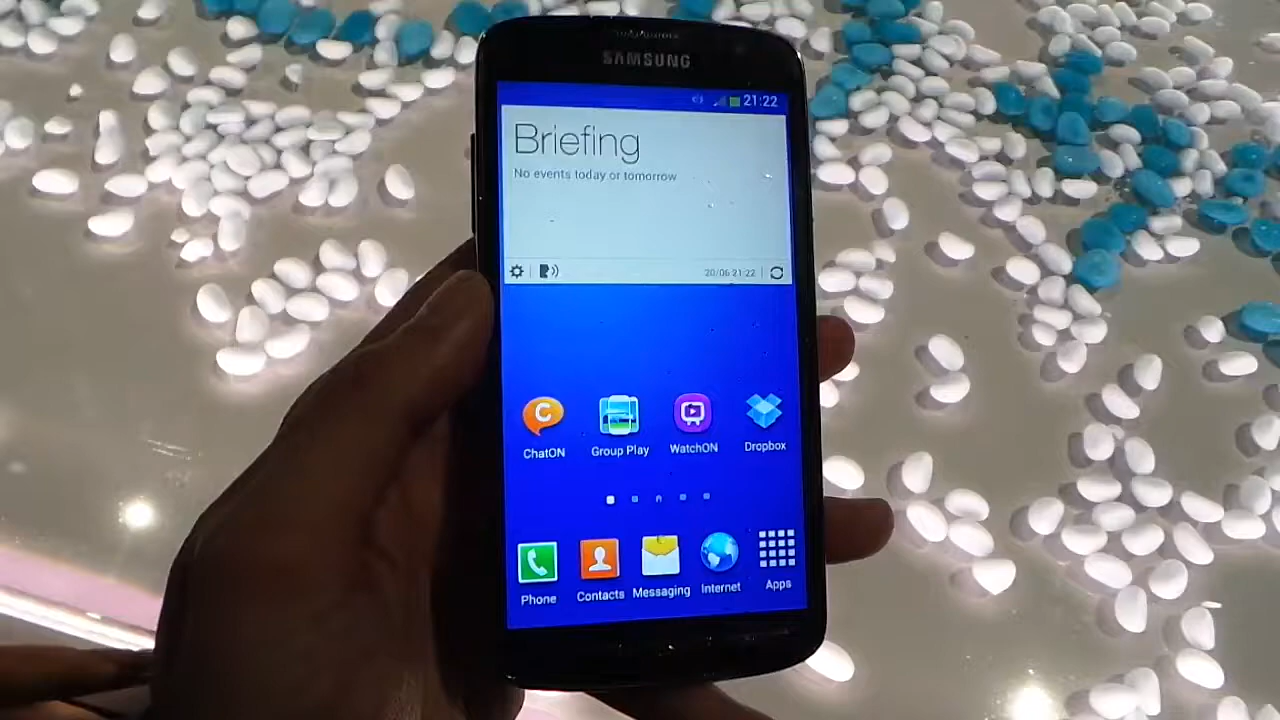 SAMSUNG
21:22
Briefing
No events today or tomorrow
20/06 21:22
C
ChatON
Group Play
WatchON
Dropbox
Phone
Contacts
Messaging
Internet
Apps